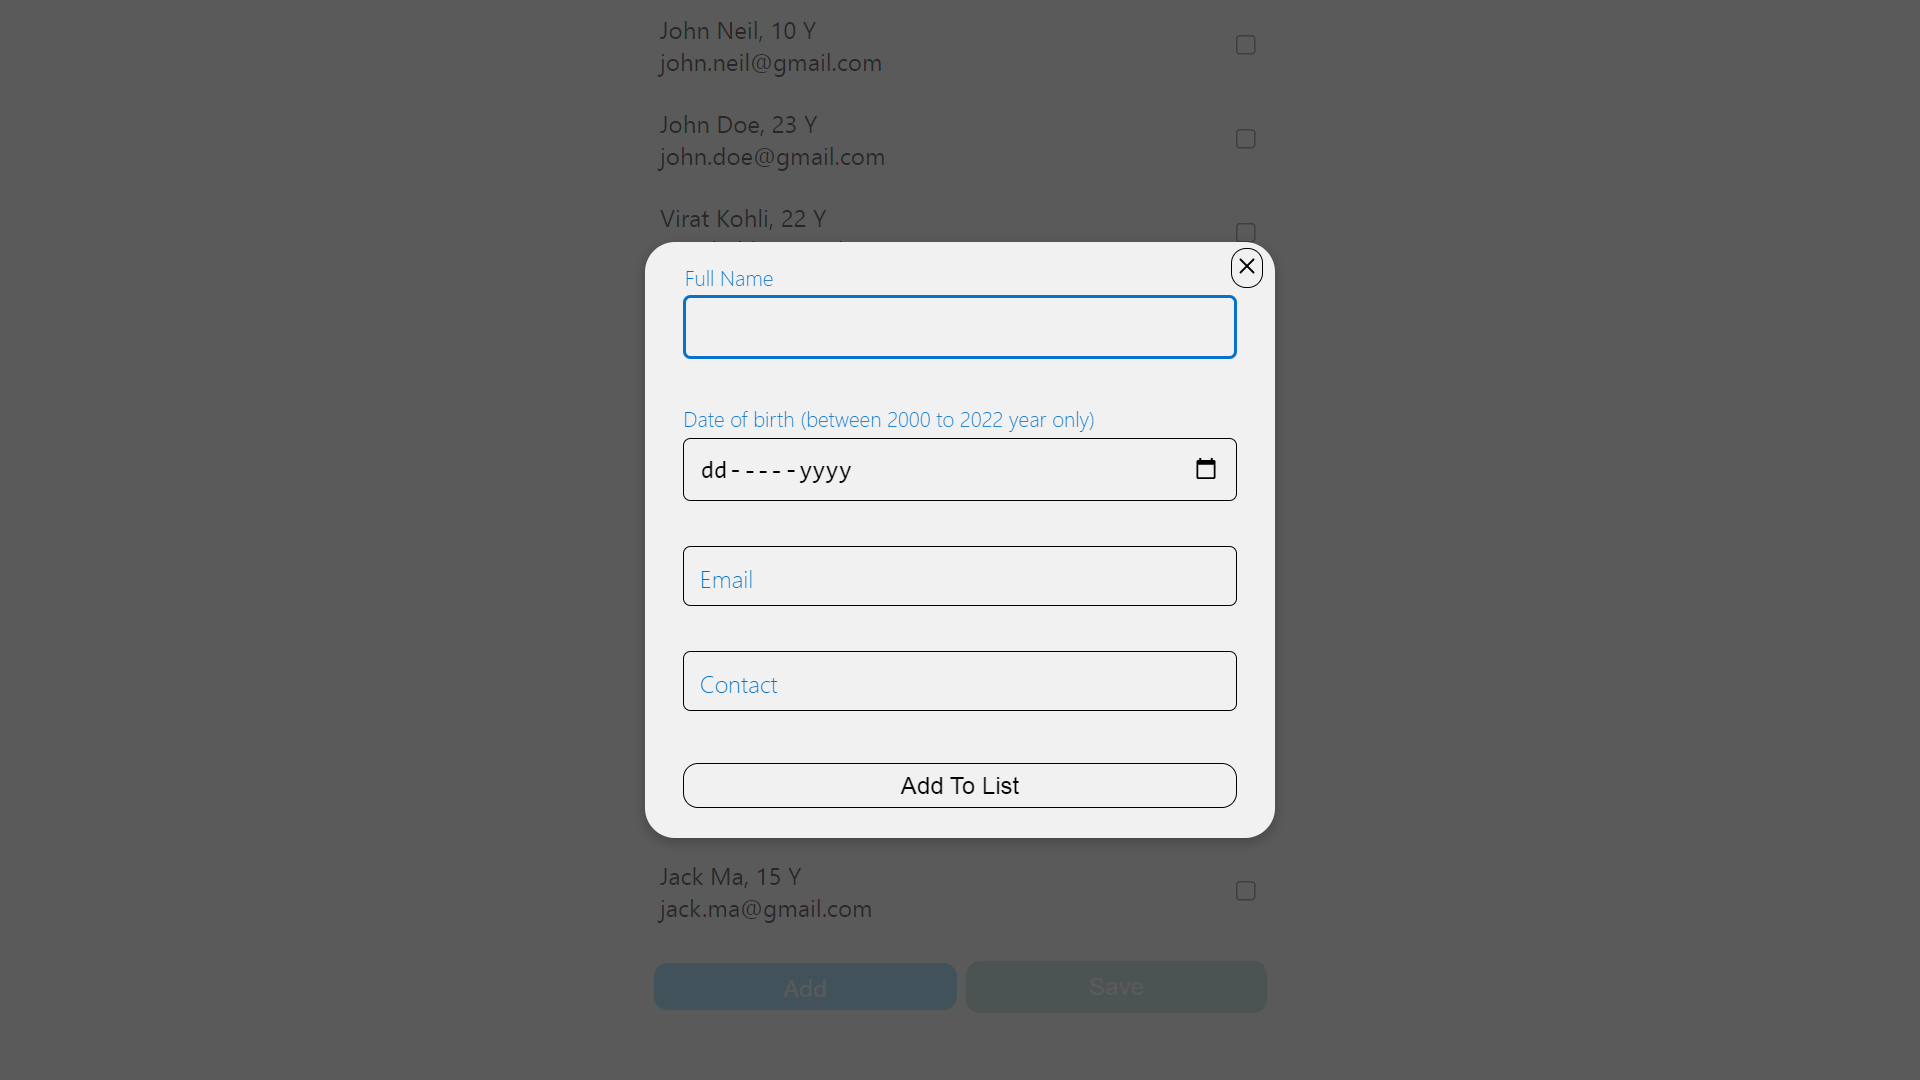 John Neil, 10 Y
john.neil@gmail.com
John Doe, 23 Y
john.doe@gmail.com
Virat Kohli, 22 Y
Full Name
Date of birth (between 2000 to 2022 year only)
dd-----yyyy
Email
Contact
Add To List
Jack Ma, 15 Y
jack.ma@gmail.com
Add
Save